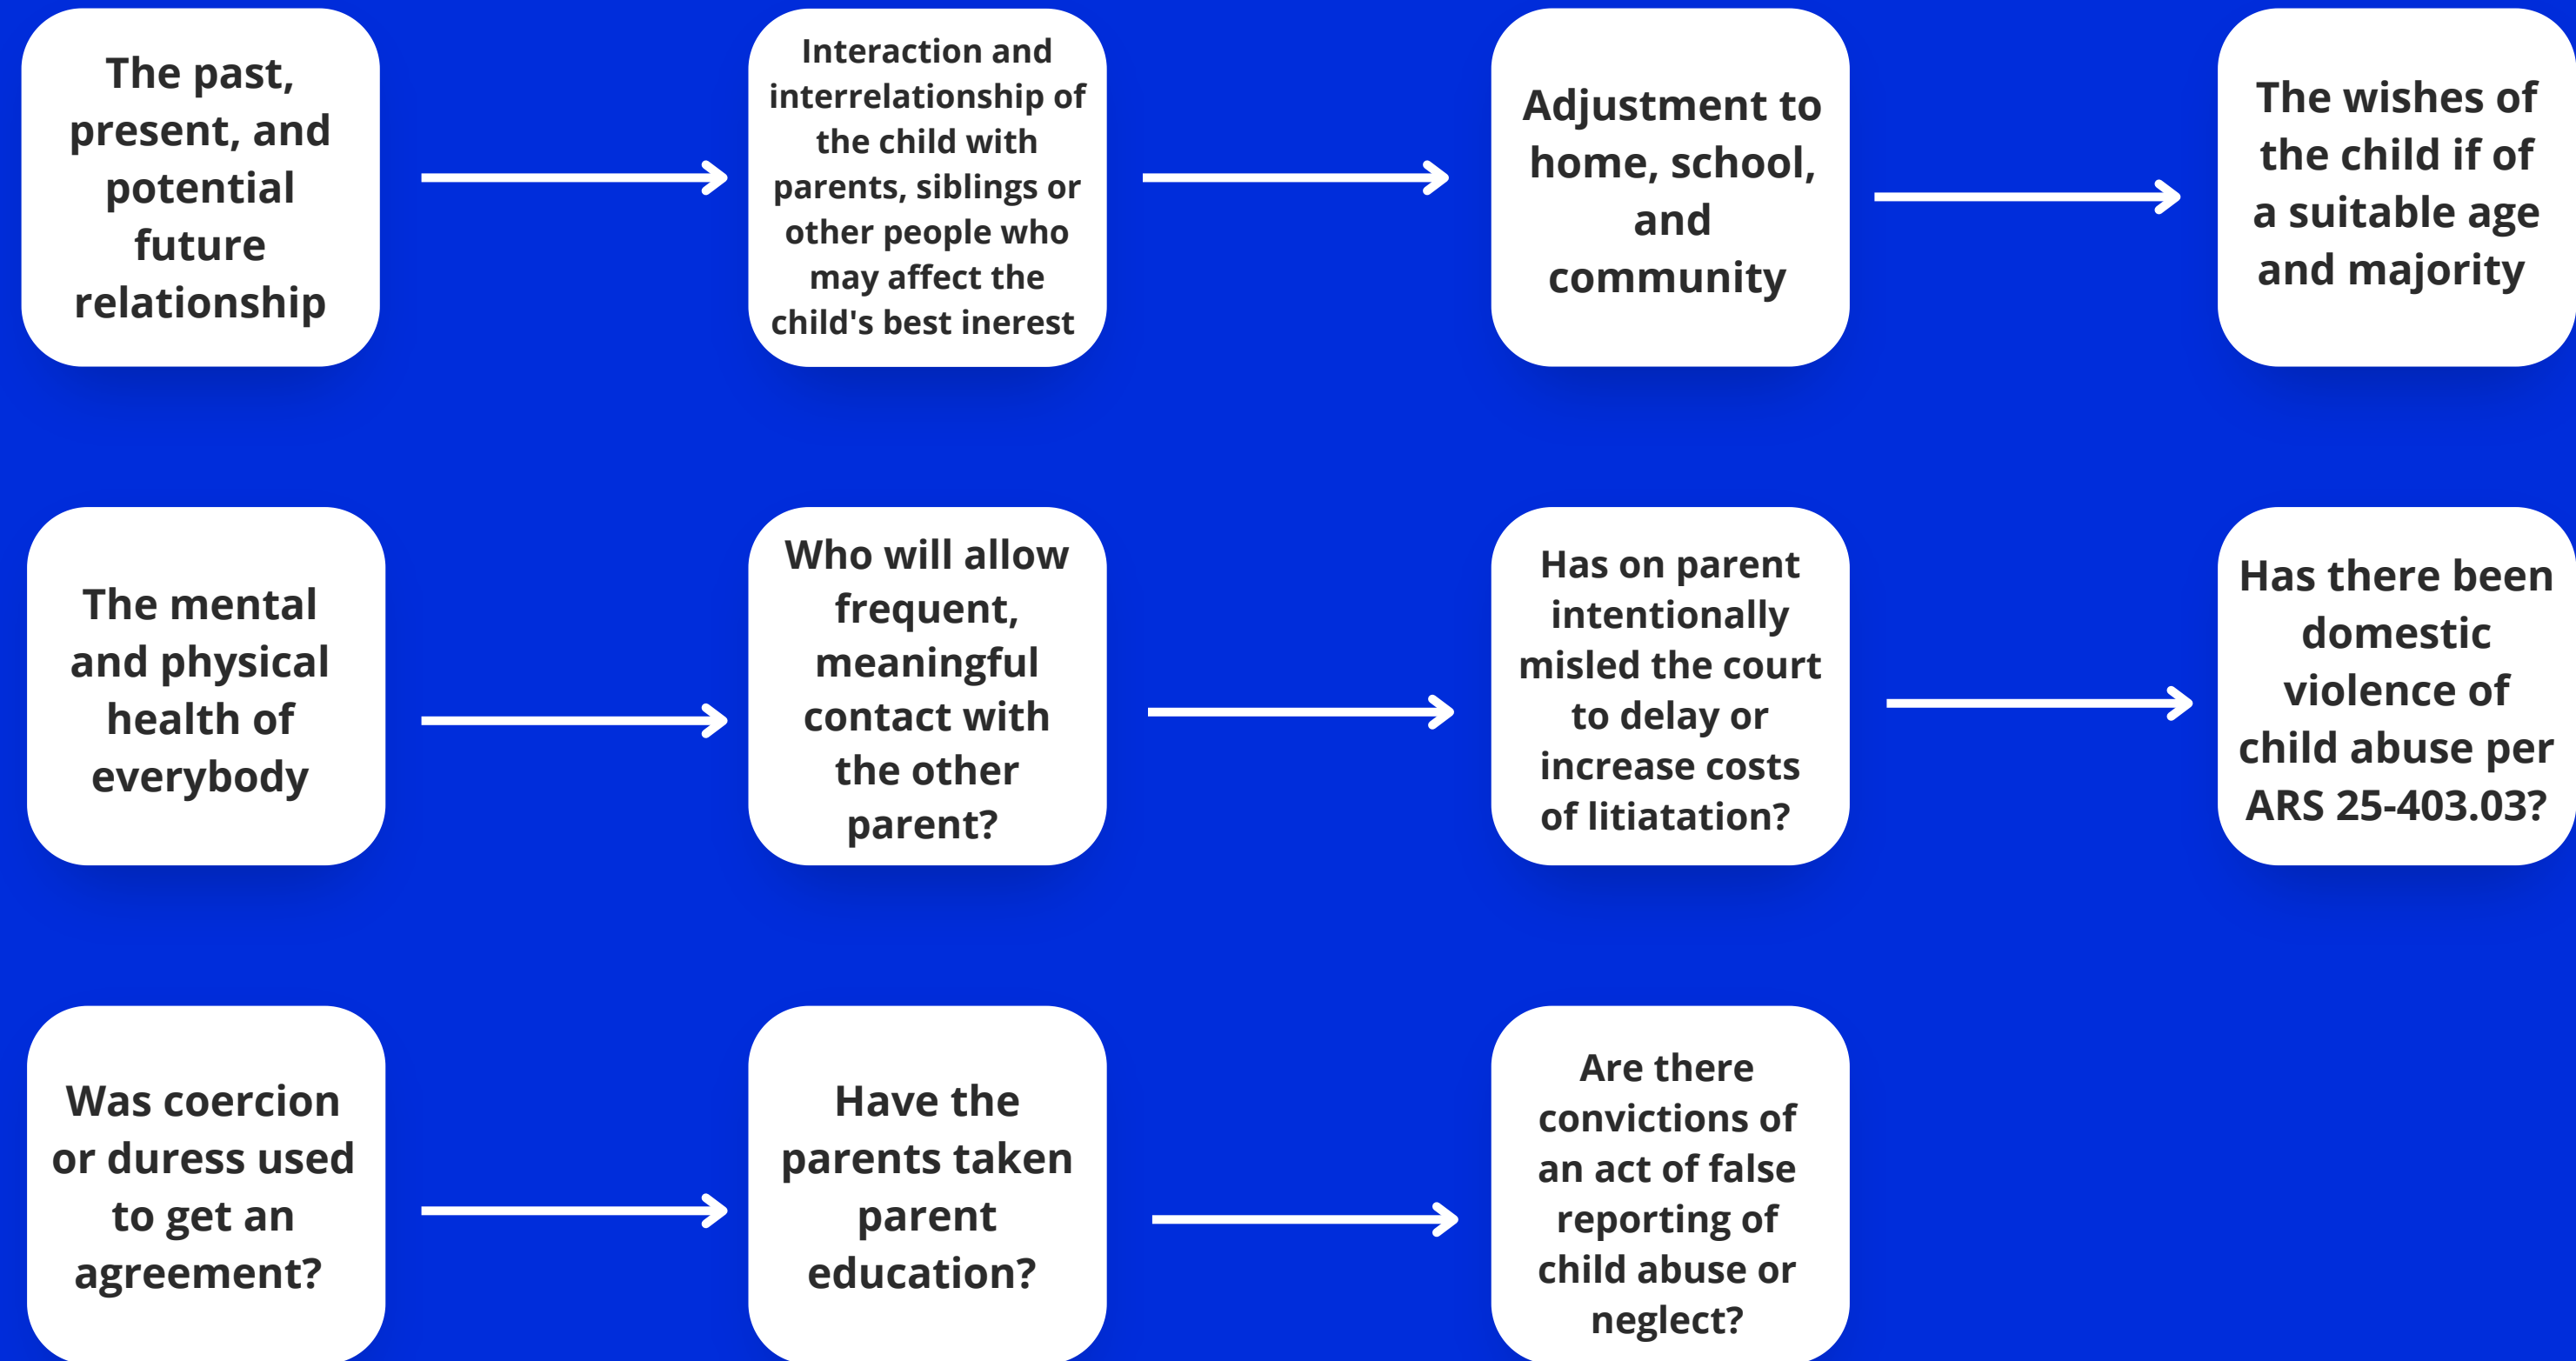 The past,
present, and
potential
future
relationship
Interaction and
interrelationship of
the child with
parents, siblings or
other people who
may affect the
child's best inerest
Adjustment to
home, school,
and
community
The wishes of
the child if of
a suitable age
and majority
The mental
and physical
health of
everybody
Who will allow
frequent,
meaningful
contact with
the other
parent?
Has on parent
intentionally
misled the court
to delay or
increase costs
of litiatation?
Has there been
domestic
violence of
child abuse per
ARS 25-403.03?
Was coercion
or duress used
to get an
agreement?
Have the
parents taken
parent
education?
Are there
convictions of
an act of false
reporting of
child abuse or
neglect?